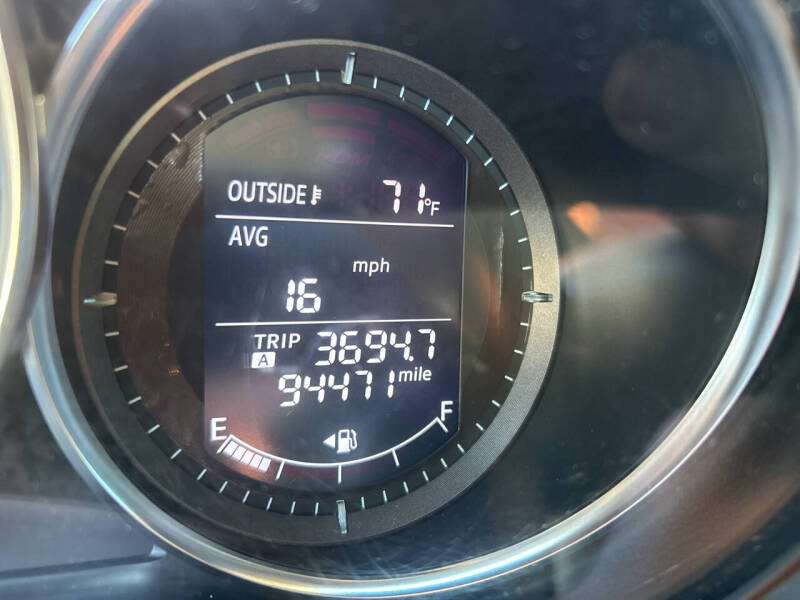 OUTSIDE 71°F
AVG
mph
16
TRIP A 3694.7
94471 mile
E F